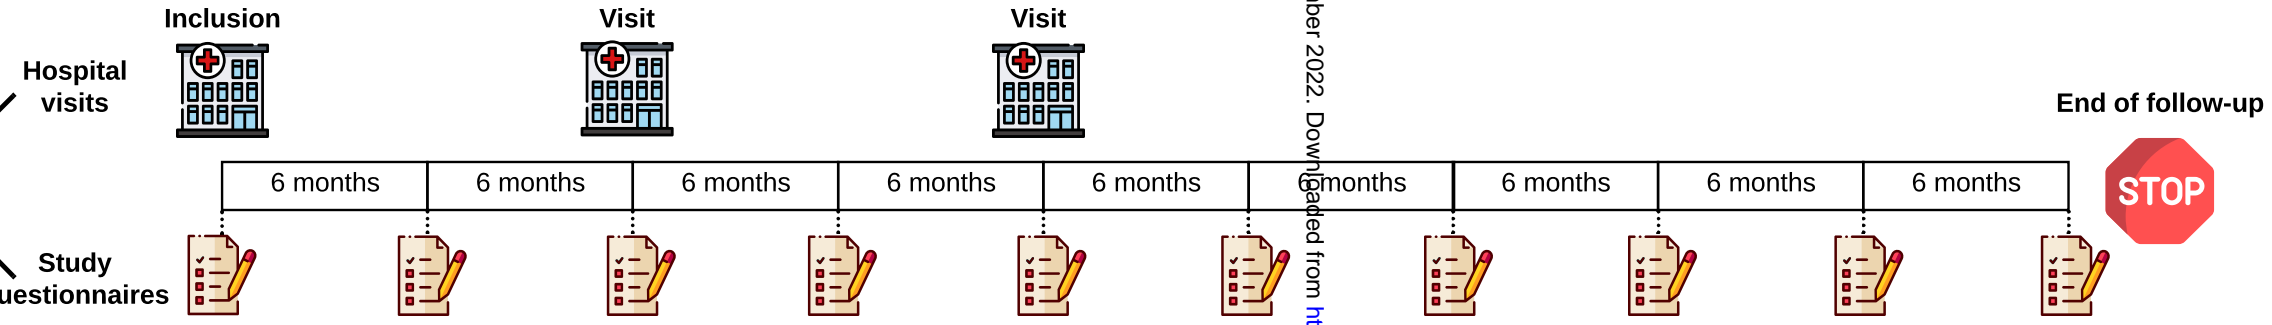 Inclusion
Visit
Visit
Hospital
visits
End of follow-up
6 months
6 months
6 months
6 months
6 months
6 months
6 months
6 months
6 months
STOP
Study
uestionnaires
ber 2022. Downloaded from ht